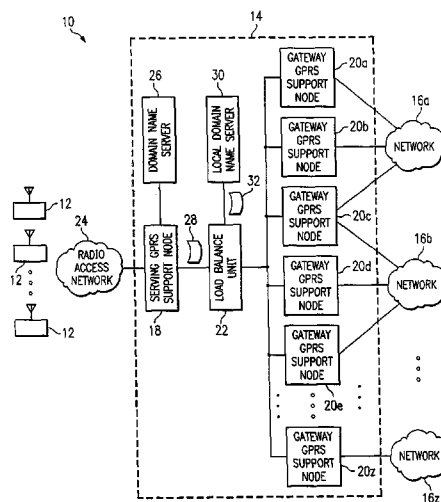 10
14
26
30
DOMAIN NAME
SERVER
LOCAL DOMAIN
NAME SERVER
32
28
12
12
12
24
RADIO
ACCESS
NETWORK
SERVING GPRS
SUPPORT NODE
18
LOAD BALANCE
UNIT
22
GATEWAY
GPRS
SUPPORT
NODE
20a
GATEWAY
GPRS
SUPPORT
NODE
20b
GATEWAY
GPRS
SUPPORT
NODE
20c
GATEWAY
GPRS
SUPPORT
NODE
20d
GATEWAY
GPRS
SUPPORT
NODE
20e
GATEWAY
GPRS
SUPPORT
NODE
20z
16a
NETWORK
16b
NETWORK
NETWORK
16z